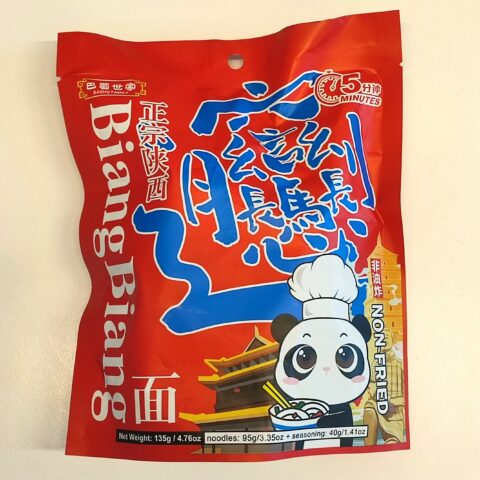 巴蜀世家
BASHU FAMILY
5分钟
MINUTES
正宗陕西
Biang Biang
面
非油炸
NON-FRIED
Net Weight: 135g / 4.76oz
noodles: 95g/3.35oz + seasoning: 40g/1.41oz